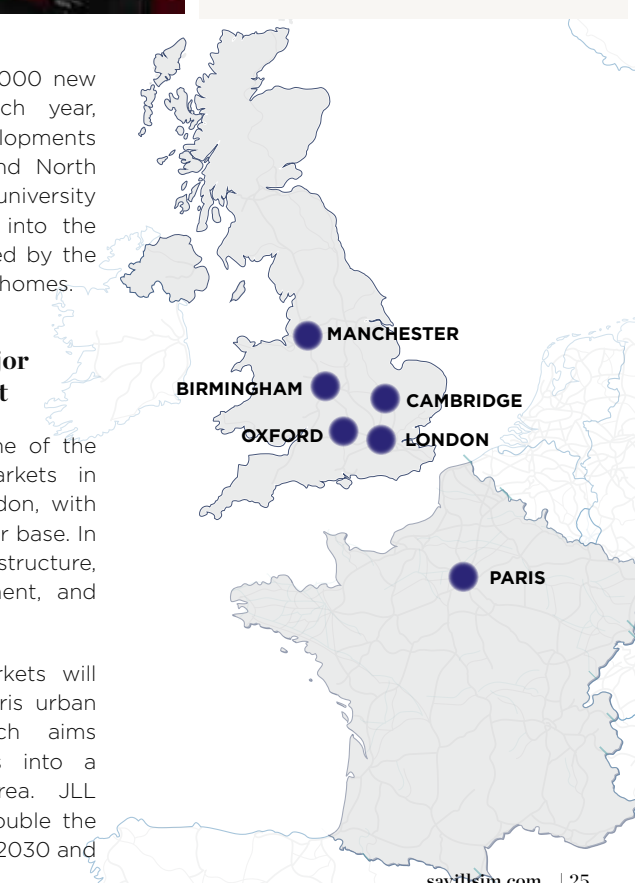 000 new
ch year,
lopments
nd North
university
into the
ed by the
homes.
jor
t
ne of the
arkets in
don, with
r base. In
structure,
ent, and
rkets will
ris urban
ch aims
s into a
rea. JLL
ouble the
2030 and
MANCHESTER
BIRMINGHAM
CAMBRIDGE
OXFORD
LONDON
PARIS
savillsim.com | 25